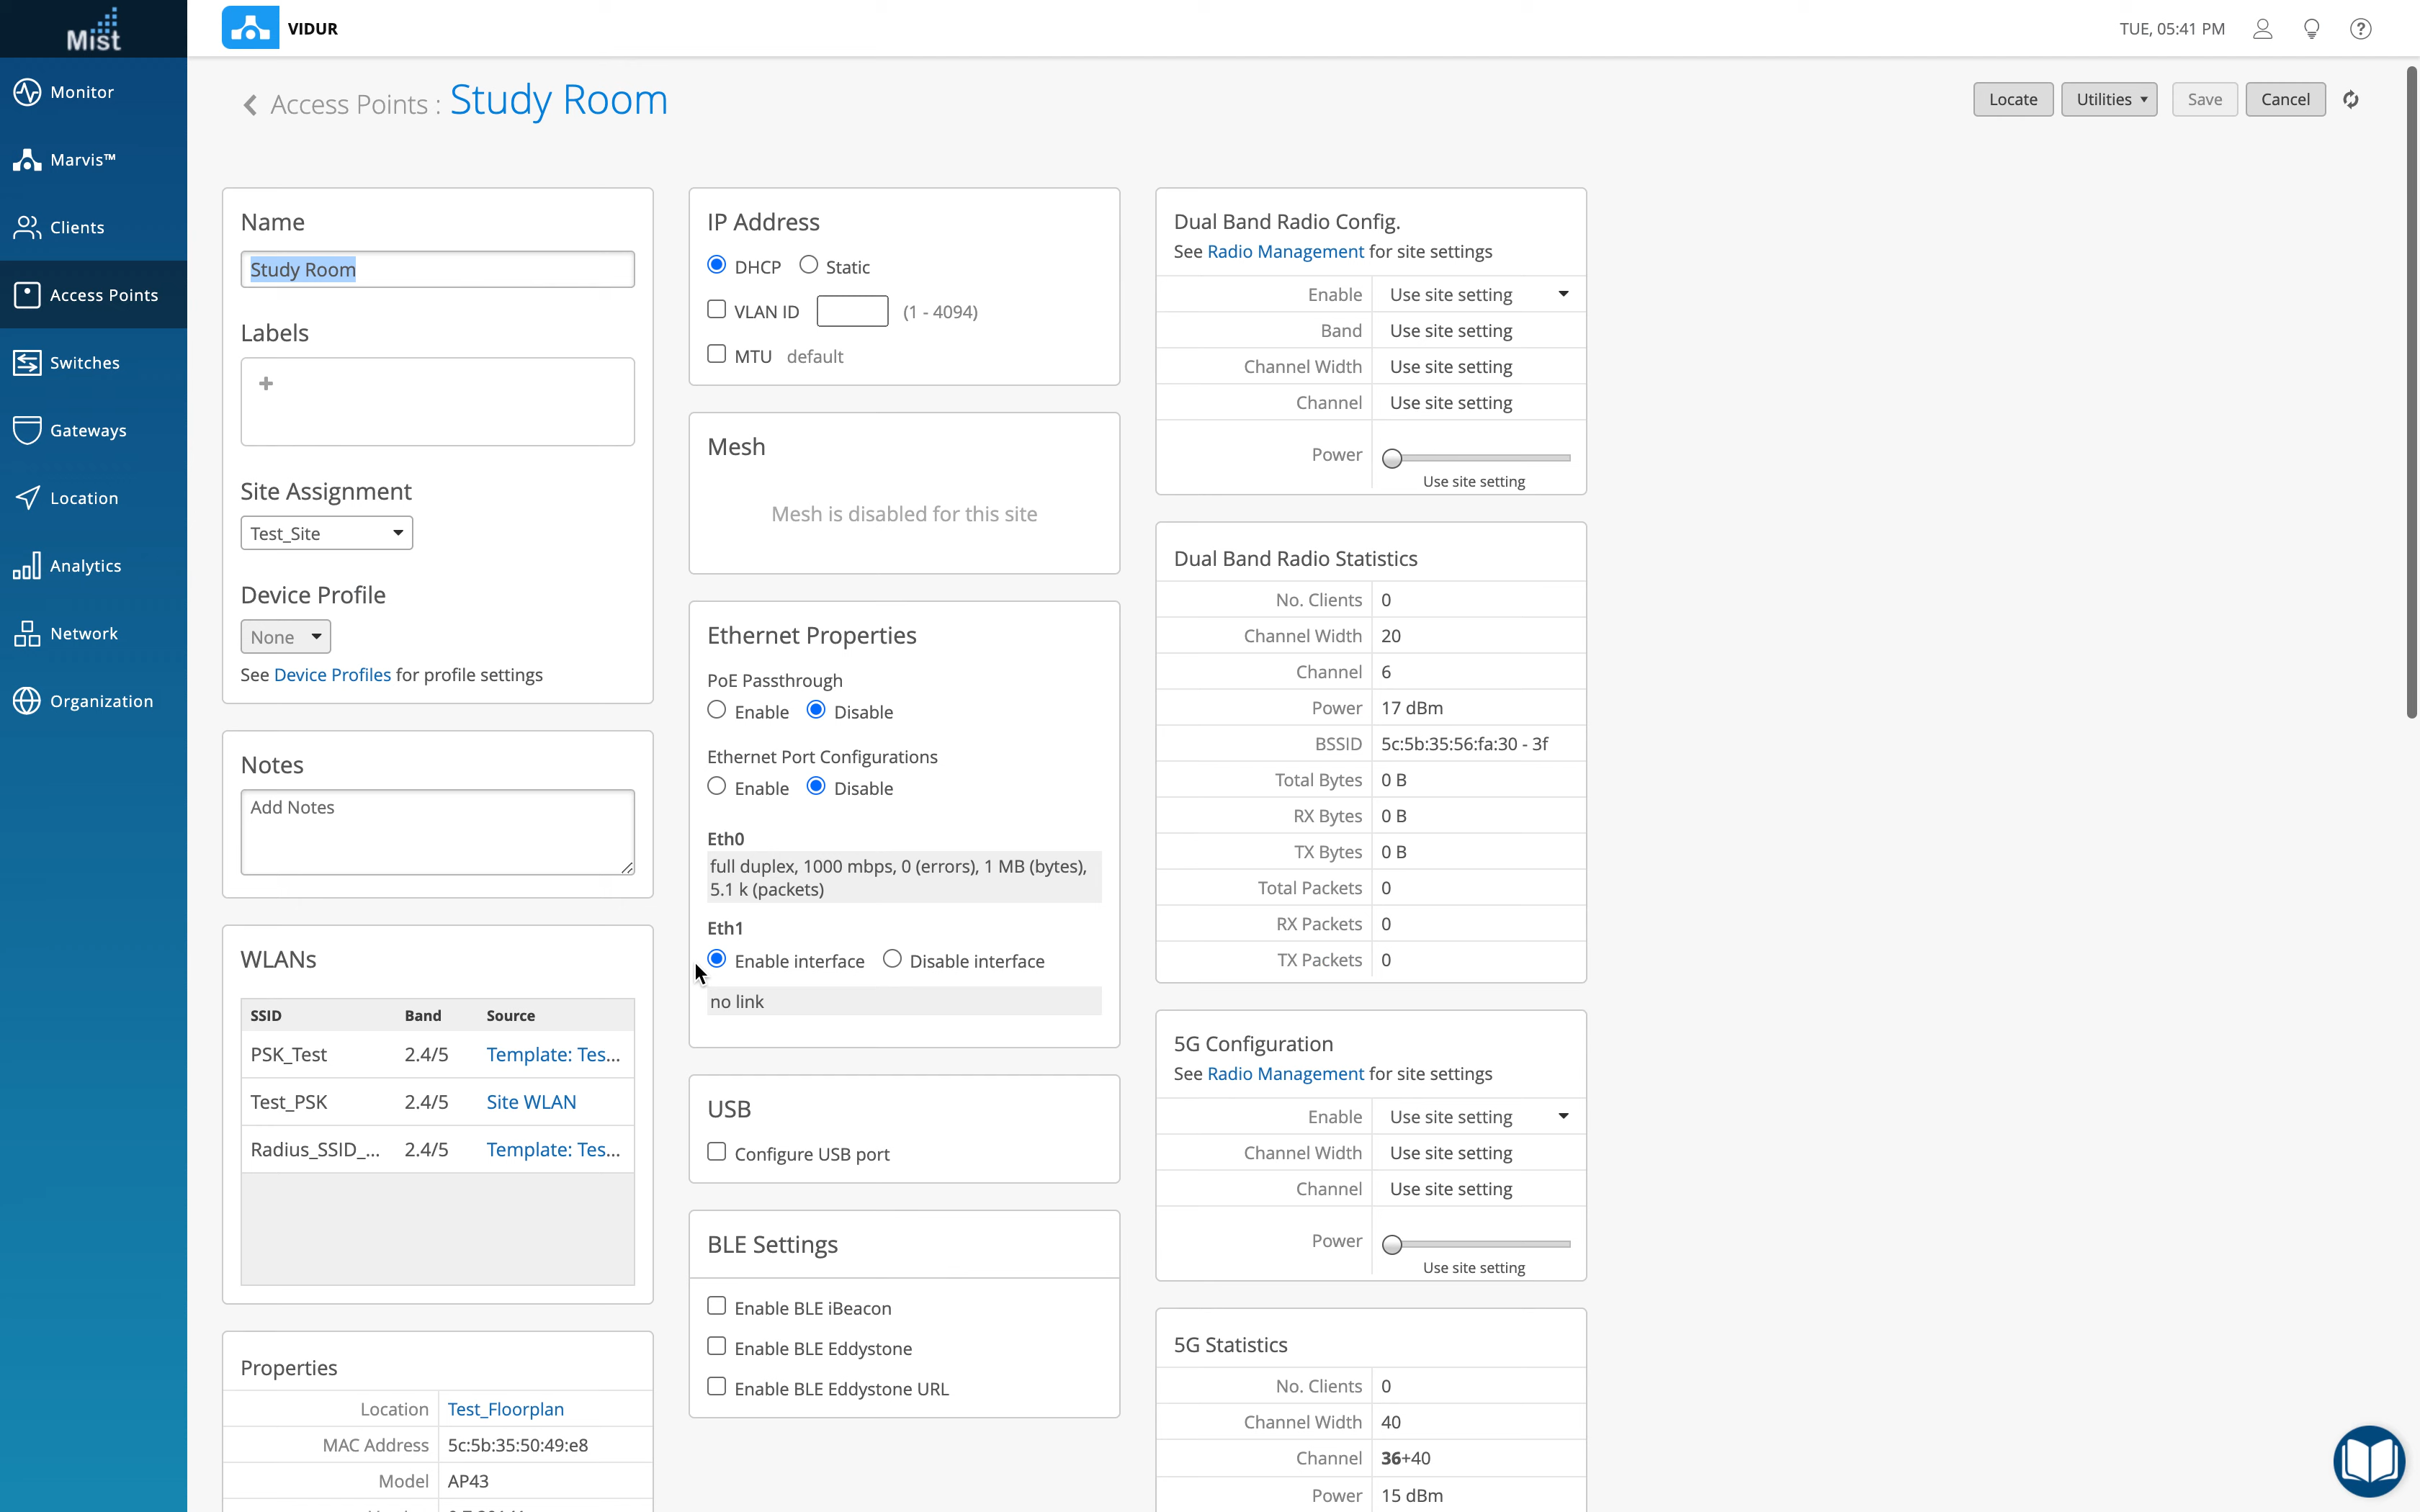 Mist
VIDUR
TUE, 05:41 PM
Monitor
Marvis™
Clients
Access Points
Switches
Gateways
Location
Analytics
Network
Organization
Access Points : Study Room
Locate
Utilities
Save
Cancel
Name
Study Room
Labels
+
Site Assignment
Test_Site
Device Profile
None
See Device Profiles for profile settings
Notes
Add Notes
WLANs
SSID Band Source
PSK_Test 2.4/5 Template: Tes...
Test_PSK 2.4/5 Site WLAN
Radius_SSID_... 2.4/5 Template: Tes...
Properties
Location Test_Floorplan
MAC Address 5c:5b:35:50:49:e8
Model AP43
IP Address
DHCP Static
VLAN ID (1 - 4094)
MTU default
Mesh
Mesh is disabled for this site
Ethernet Properties
PoE Passthrough
Enable Disable
Ethernet Port Configurations
Enable Disable
Eth0
full duplex, 1000 mbps, 0 (errors), 1 MB (bytes),
5.1 k (packets)
Eth1
Enable interface Disable interface
no link
USB
Configure USB port
BLE Settings
Enable BLE iBeacon
Enable BLE Eddystone
Enable BLE Eddystone URL
Dual Band Radio Config.
See Radio Management for site settings
Enable Use site setting
Band Use site setting
Channel Width Use site setting
Channel Use site setting
Power
Use site setting
Dual Band Radio Statistics
No. Clients 0
Channel Width 20
Channel 6
Power 17 dBm
BSSID 5c:5b:35:56:fa:30 - 3f
Total Bytes 0 B
RX Bytes 0 B
TX Bytes 0 B
Total Packets 0
RX Packets 0
TX Packets 0
5G Configuration
See Radio Management for site settings
Enable Use site setting
Channel Width Use site setting
Channel Use site setting
Power
Use site setting
5G Statistics
No. Clients 0
Channel Width 40
Channel 36+40
Power 15 dBm